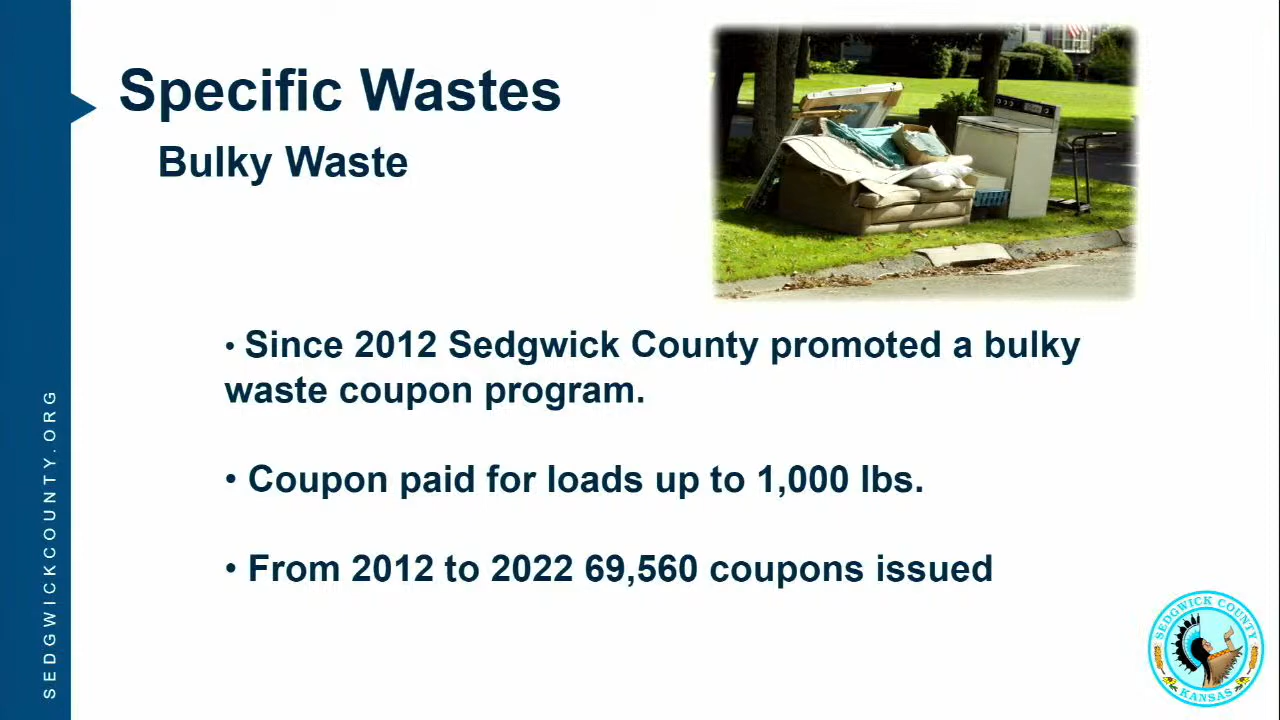 Specific Wastes
Bulky Waste
• Since 2012 Sedgwick County promoted a bulky
waste coupon program.
• Coupon paid for loads up to 1,000 lbs.
• From 2012 to 2022 69,560 coupons issued
SEDGWICKCOUNTY.ORG
SEDGWICK COUNTY
KANSAS